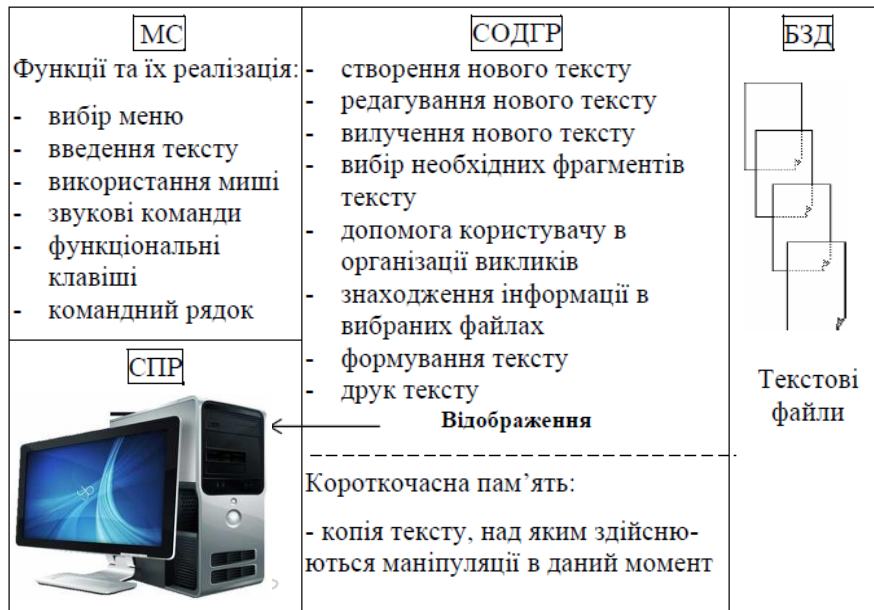 МС
Функції та їх реалізація:
- вибір меню
- введення тексту
- використання миші
- звукові команди
- функціональні
клавіші
- командний рядок
СПР
СОДГР
- створення нового тексту
- редагування нового тексту
- вилучення нового тексту
- вибір необхідних фрагментів
тексту
- допомога користувачу в
організації викликів
- знаходження інформації в
вибраних файлах
- формування тексту
- друк тексту
Відображення
Короткочасна пам’ять:
- копія тексту, над яким здійсню-
ються маніпуляції в даний момент
БЗД
Текстові
файли